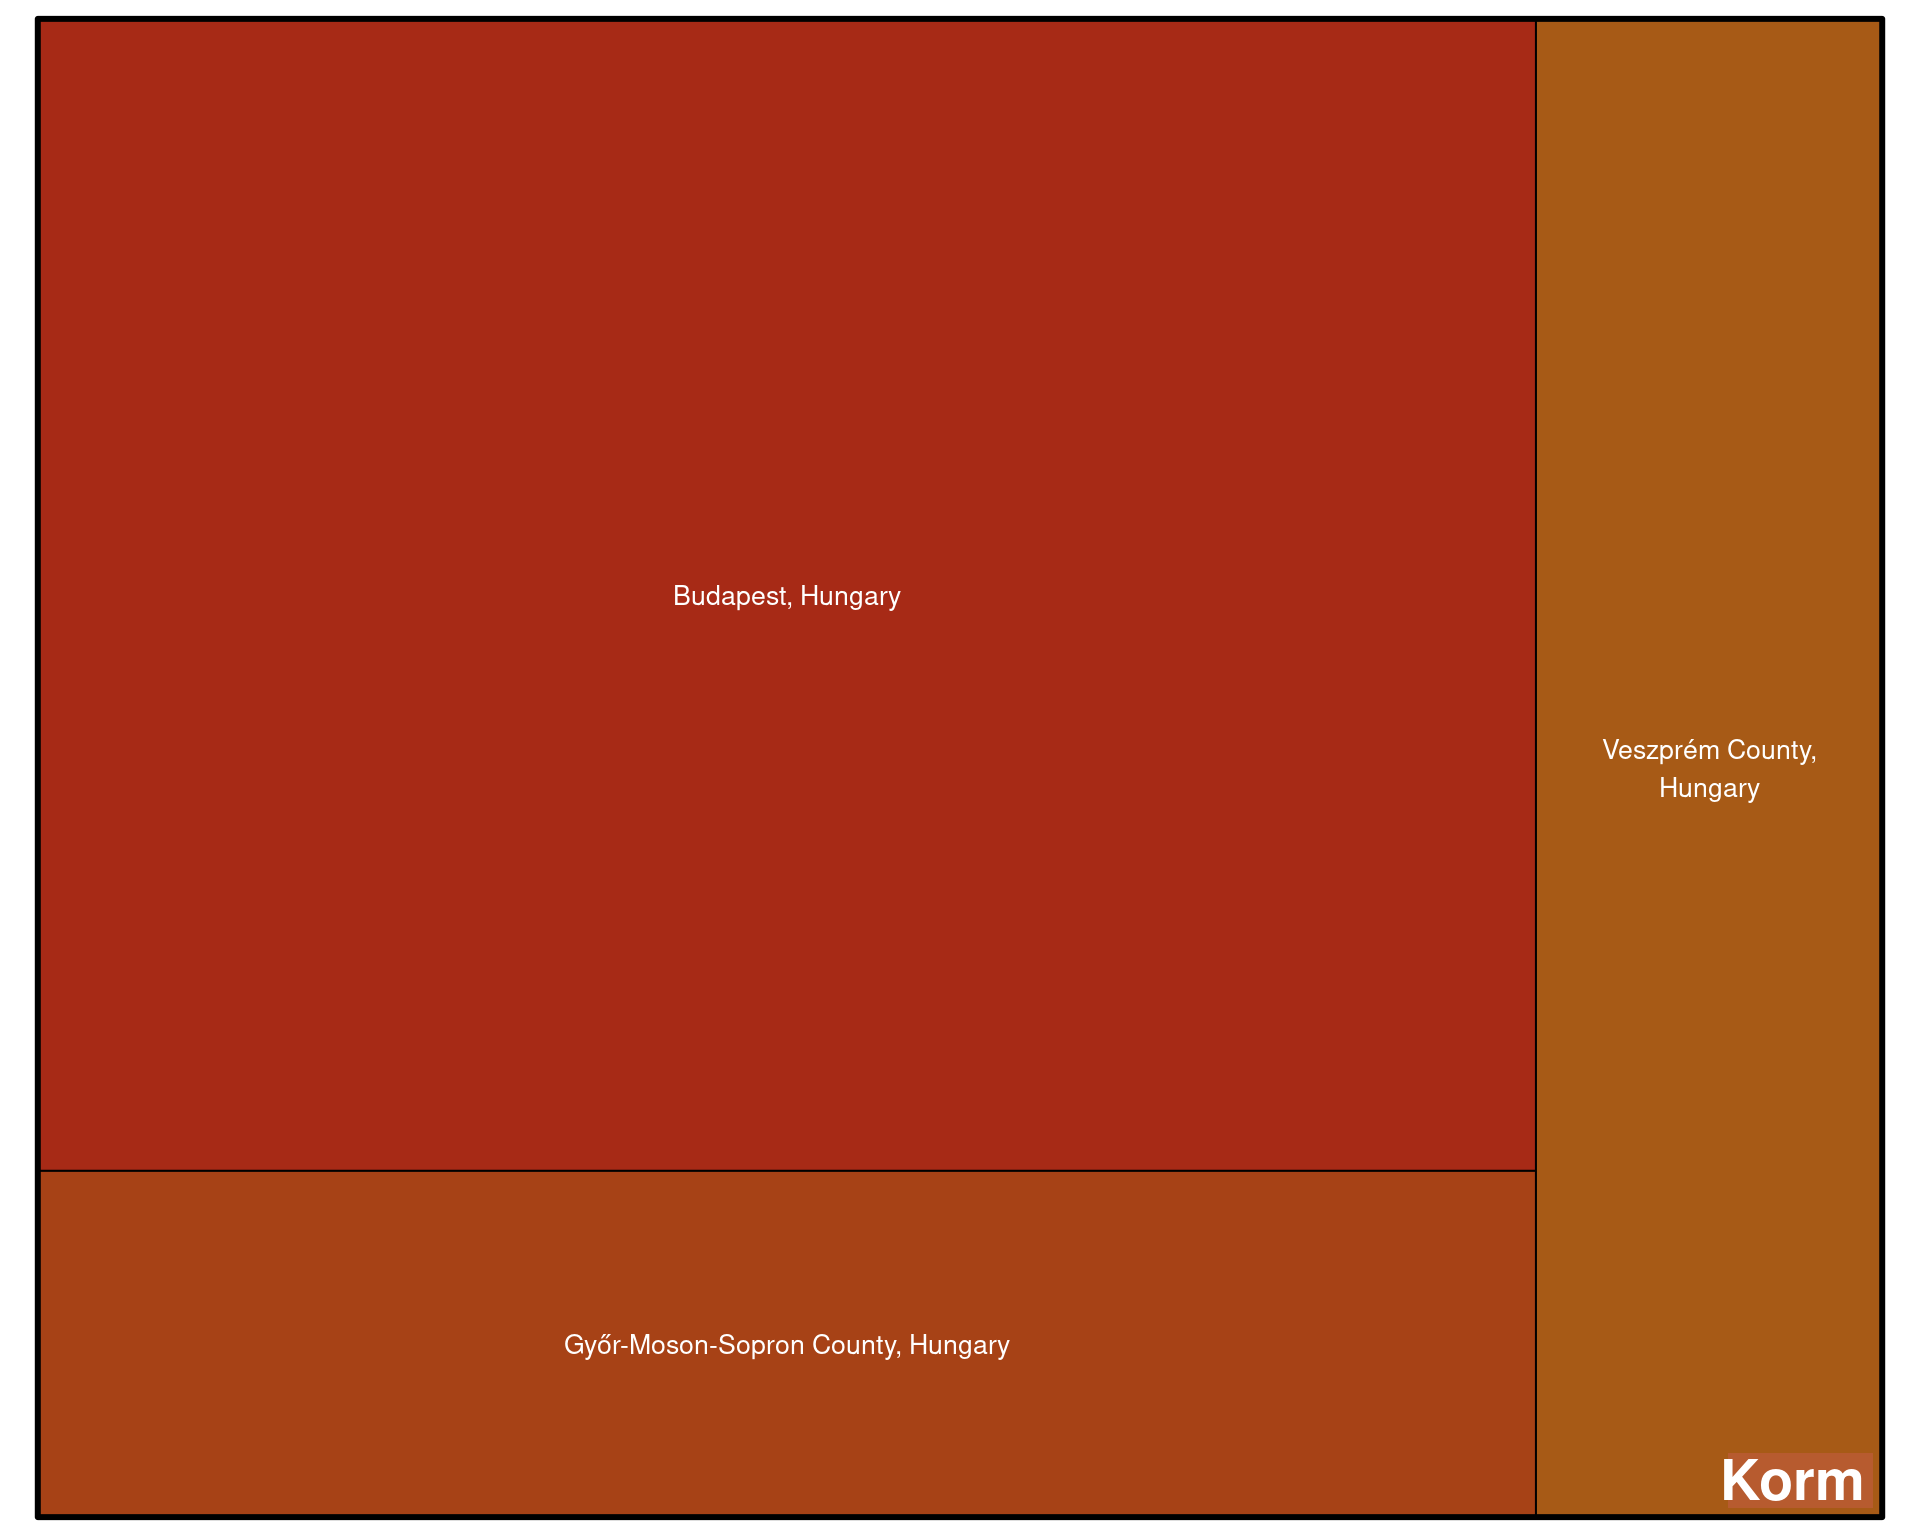 Budapest, Hungary
Veszprém County,
Hungary
Győr-Moson-Sopron County, Hungary
Korm